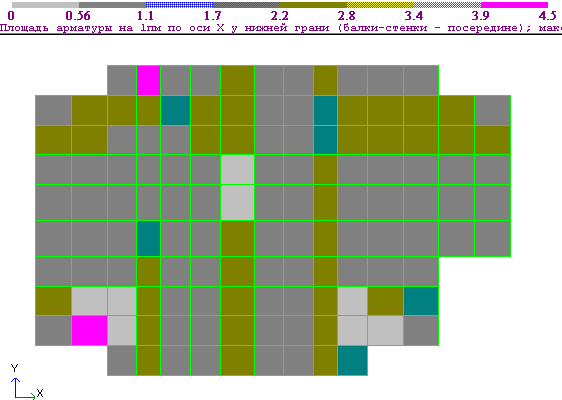 0 0.56 1.1 1.7 2.2 2.8 3.4 3.9 4.5
Площадь арматуры на 1пм по оси X у нижней грани (балки-стенки - посередине); мак
Y
X